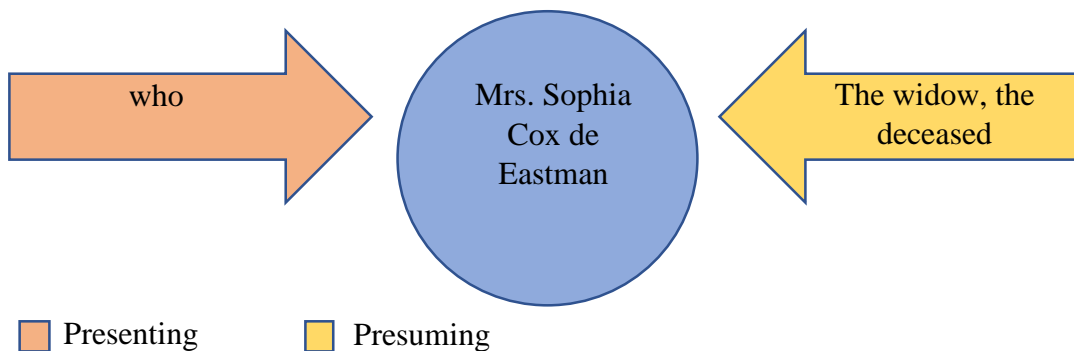 who
Mrs. Sophia
Cox de
Eastman
The widow, the
deceased
Presenting
Presuming